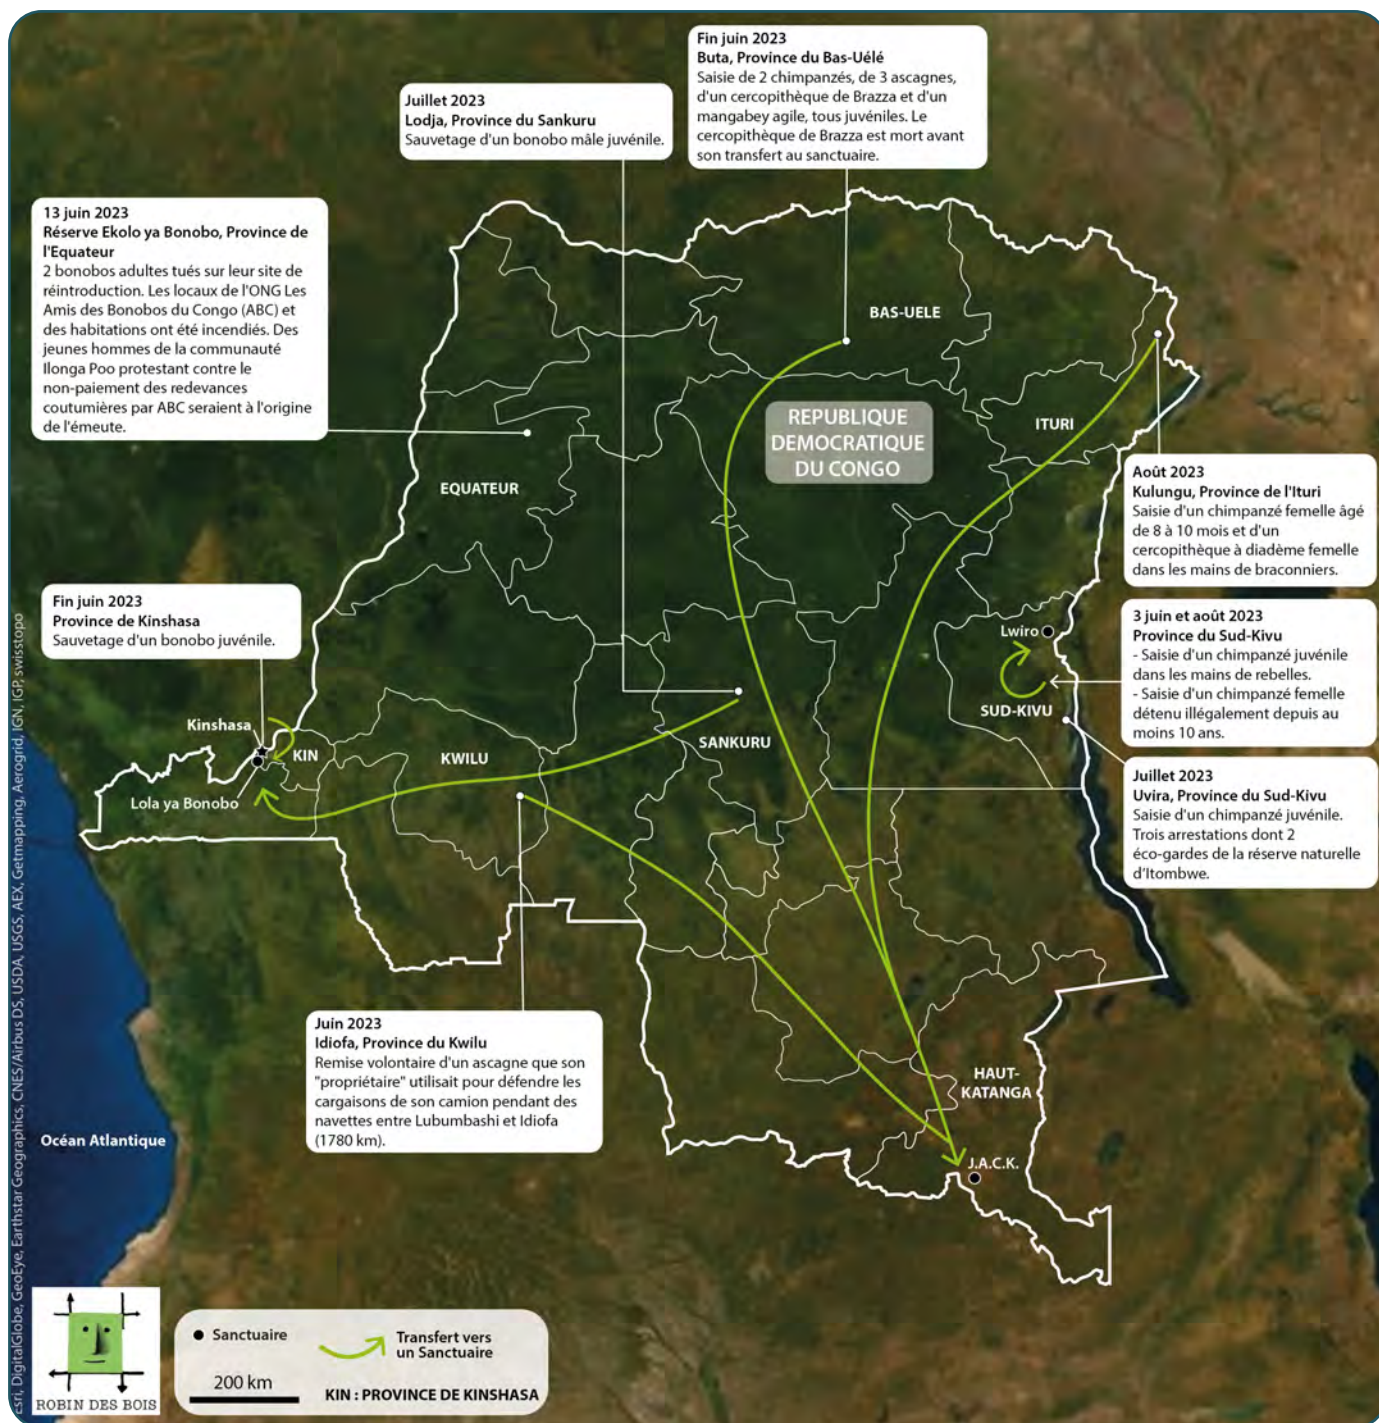 Fin juin 2023
Buta, Province du Bas-Uélé
Saisie de 2 chimpanzés, de 3 ascagnes,
d'un cercopithèque de Brazza et d'un
mangabey agile, tous juvéniles. Le
cercopithèque de Brazza est mort avant
son transfert au sanctuaire.
Juillet 2023
Lodja, Province du Sankuru
Sauvetage d'un bonobo mâle juvénile.
13 juin 2023
Réserve Ekolo ya Bonobo, Province de
l'Equateur
2 bonobos adultes tués sur leur site de
réintroduction. Les locaux de l'ONG Les
Amis des Bonobos du Congo (ABC) et
des habitations ont été incendiés. Des
jeunes hommes de la communauté
Ilonga Poo protestant contre le
non-paiement des redevances
coutumières par ABC seraient à l'origine
de l'émeute.
BAS-UELE
REPUBLIQUE
DEMOCRATIQUE
DU CONGO
ITURI
EQUATEUR
Août 2023
Kulungu, Province de l'Ituri
Saisie d'un chimpanzé femelle âgé
de 8 à 10 mois et d'un
cercopithèque à diadème femelle
dans les mains de braconniers.
Fin juin 2023
Province de Kinshasa
Sauvetage d'un bonobo juvénile.
Lwiro
3 juin et août 2023
Province du Sud-Kivu
- Saisie d'un chimpanzé juvénile
dans les mains de rebelles.
- Saisie d'un chimpanzé femelle
détenu illégalement depuis au
moins 10 ans.
SUD-KIVU
Kinshasa
KIN
KWILU
SANKURU
Lola ya Bonobo
Juillet 2023
Uvira, Province du Sud-Kivu
Saisie d'un chimpanzé juvénile.
Trois arrestations dont 2
éco-gardes de la réserve naturelle
d'Itombwe.
Juin 2023
Idiofa, Province du Kwilu
Remise volontaire d'un ascagne que son
"propriétaire" utilisait pour défendre les
cargaisons de son camion pendant des
navettes entre Lubumbashi et Idiofa
(1780 km).
HAUT-
KATANGA
J.A.C.K.
Océan Atlantique
esri, DigitalGlobe, GeoEye, Earthstar Geographics, CNES/Airbus DS, USDA, USGS, AEX, Getmapping, Aerogrid, IGN, IGP, swisstopo
ROBIN DES BOIS
Sanctuaire
Transfert vers
un Sanctuaire
200 km
KIN : PROVINCE DE KINSHASA